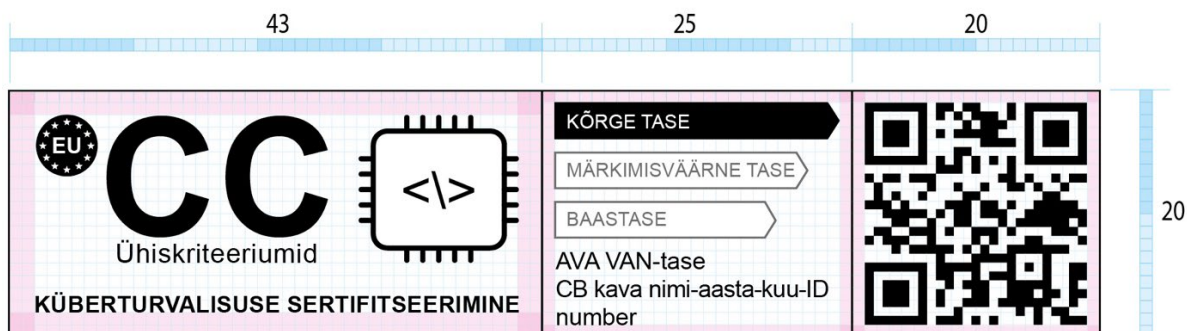 43
25
20
EU
CC
<\>
Ühiskriteeriumid
KÜBERTURVALISUSE SERTIFITSEERIMINE
KÕRGE TASE
MÄRKIMISVÄÄRNE TASE
BAASTASE
AVA VAN-tase
CB kava nimi-aasta-kuu-ID
number
20